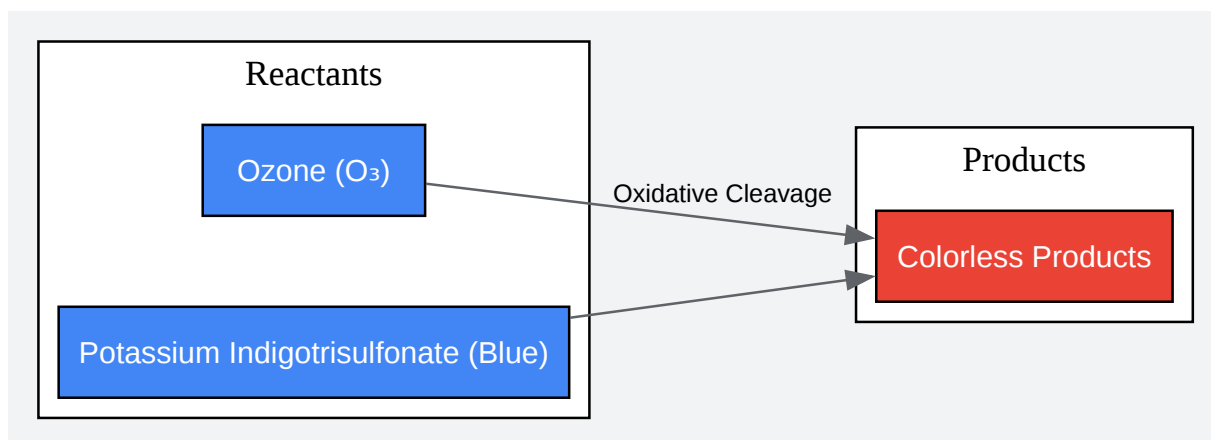 Reactants
Ozone (O₃)
Potassium Indigotrisulfonate (Blue)
Oxidative Cleavage
Products
Colorless Products